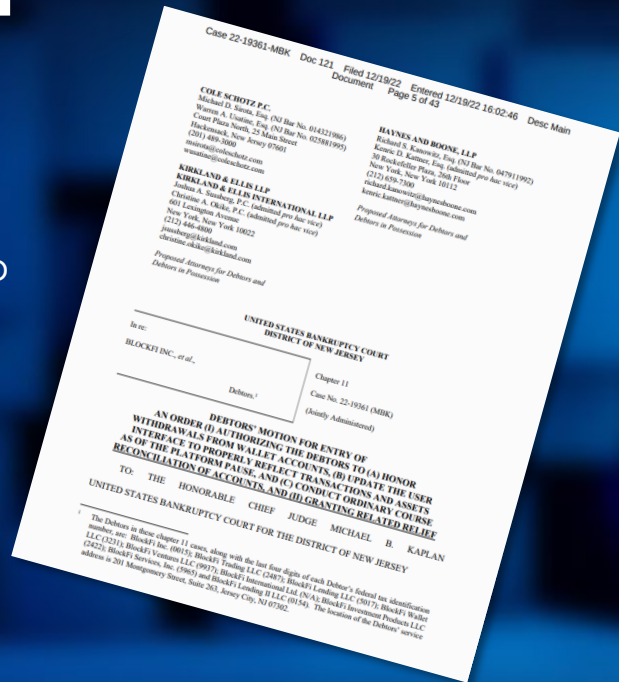 Case 22-19361-MBK Doc 121 Filed 12/19/22 Entered 12/19/22 16:02:46 Desc Main
Document Page 5 of 43
COLE SCHOTZ P.C.
Michael D. Sirota, Esq. (NJ Bar No. 014321986)
Warren A. Usatine, Esq. (NJ Bar No. 025881995)
Court Plaza North, 25 Main Street
Hackensack, New Jersey 07601
(201) 489-3000
msirota@coleschotz.com
wusatine@coleschotz.com
KIRKLAND & ELLIS LLP
KIRKLAND & ELLIS INTERNATIONAL LLP
Joshua A. Sussberg, P.C. (admitted pro hac vice)
Christine A. Okike, P.C. (admitted pro hac vice)
601 Lexington Avenue
New York, New York 10022
(212) 446-4800
jsussberg@kirkland.com
christine.okike@kirkland.com
Proposed Attorneys for Debtors and
Debtors in Possession
HAYNES AND BOONE, LLP
Richard S. Kanowitz, Esq. (NJ Bar No. 047911992)
Kenric D. Kattner, Esq. (admitted pro hac vice)
30 Rockefeller Plaza, 26th Floor
New York, New York 10112
(212) 659-7300
richard.kanowitz@haynesboone.com
kenric.kattner@haynesboone.com
Proposed Attorneys for Debtors and
Debtors in Possession
UNITED STATES BANKRUPTCY COURT
DISTRICT OF NEW JERSEY
In re:
BLOCKFI INC., et al.,
Debtors.¹
Chapter 11
Case No. 22-19361 (MBK)
(Jointly Administered)
DEBTORS' MOTION FOR ENTRY OF
AN ORDER (I) AUTHORIZING THE DEBTORS TO (A) HONOR
WITHDRAWALS FROM WALLET ACCOUNTS, (B) UPDATE THE USER
INTERFACE TO PROPERLY REFLECT TRANSACTIONS AND ASSETS
AS OF THE PLATFORM PAUSE, AND (C) CONDUCT ORDINARY COURSE
RECONCILIATION OF ACCOUNTS, AND (II) GRANTING RELATED RELIEF
TO: THE HONORABLE CHIEF JUDGE MICHAEL B. KAPLAN
UNITED STATES BANKRUPTCY COURT FOR THE DISTRICT OF NEW JERSEY
¹ The Debtors in these chapter 11 cases, along with the last four digits of each Debtor's federal tax identification
number, are: BlockFi Inc. (0015); BlockFi Trading LLC (2487); BlockFi Lending LLC (5017); BlockFi Wallet
LLC (3231); BlockFi Ventures LLC (9937); BlockFi International Ltd. (N/A); BlockFi Investment Products LLC
(2422); BlockFi Services, Inc. (5965) and BlockFi Lending II LLC (0154). The location of the Debtors' service
address is 201 Montgomery Street, Suite 263, Jersey City, NJ 07302.